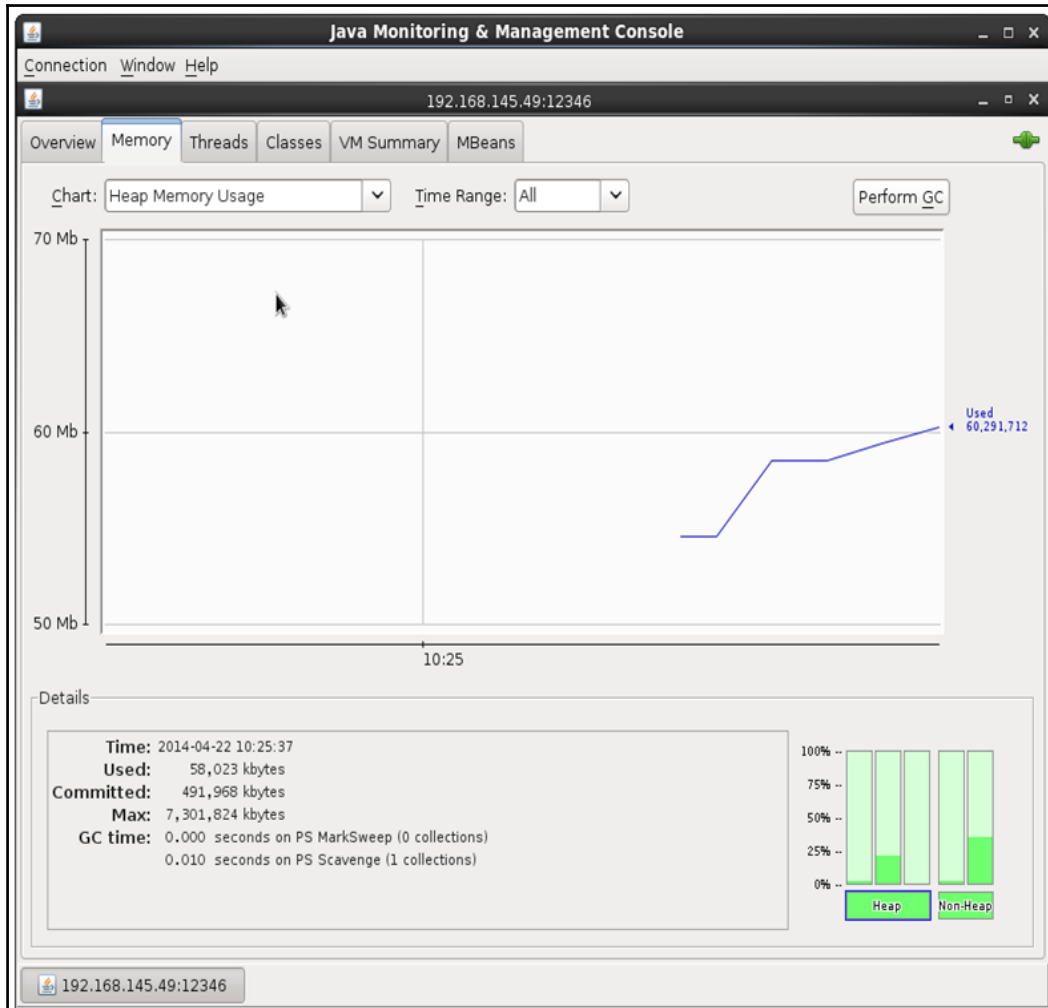 Java Monitoring & Management Console
Connection Window Help
192.168.145.49:12346
Overview Memory Threads Classes VM Summary MBeans
Chart: Heap Memory Usage Time Range: All Perform GC
70 Mb
60 Mb
Used
60,291,712
50 Mb
10:25
Details
Time: 2014-04-22 10:25:37
Used: 58,023 kbytes
Committed: 491,968 kbytes
Max: 7,301,824 kbytes
GC time: 0.000 seconds on PS MarkSweep (0 collections)
0.010 seconds on PS Scavenge (1 collections)
100% --
75% --
50% --
25% --
0% --
Heap Non-Heap
192.168.145.49:12346